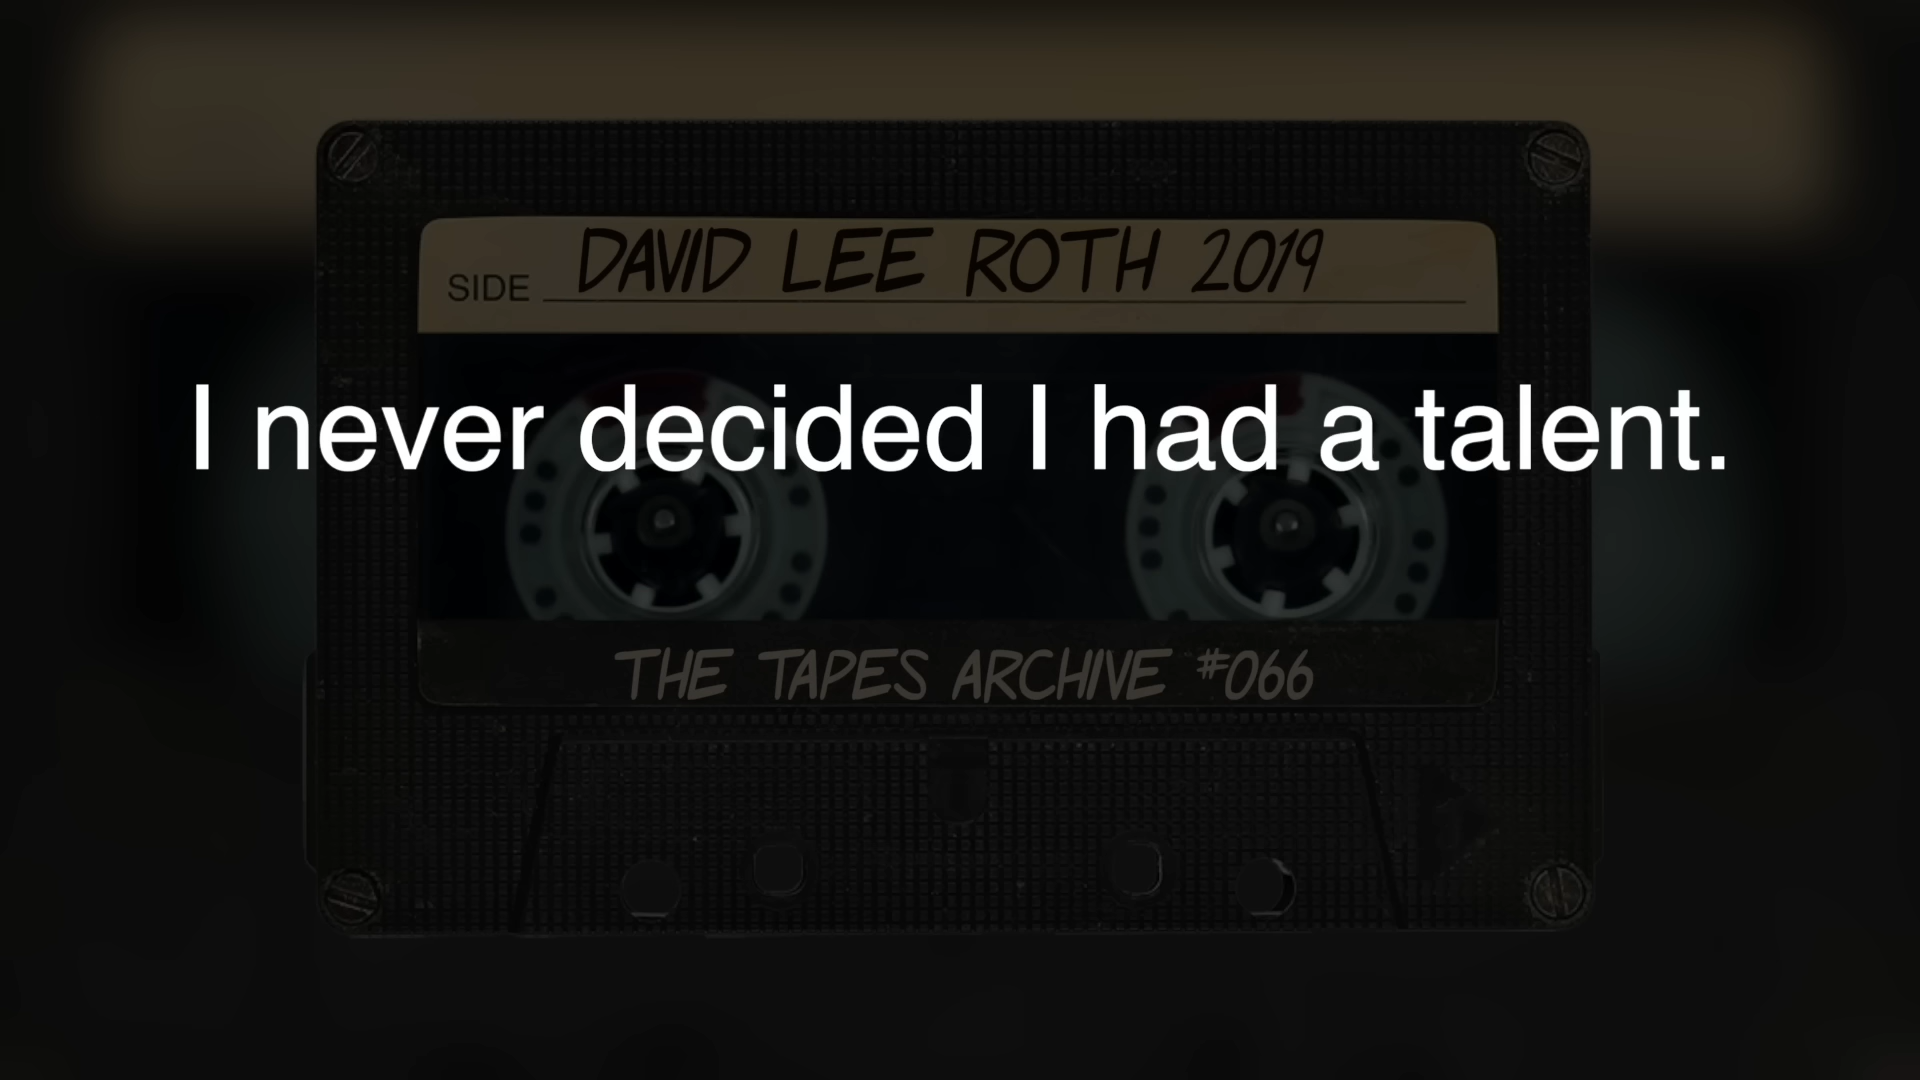 SIDE DAVID LEE ROTH 2019
I never decided I had a talent.
THE TAPES ARCHIVE #066